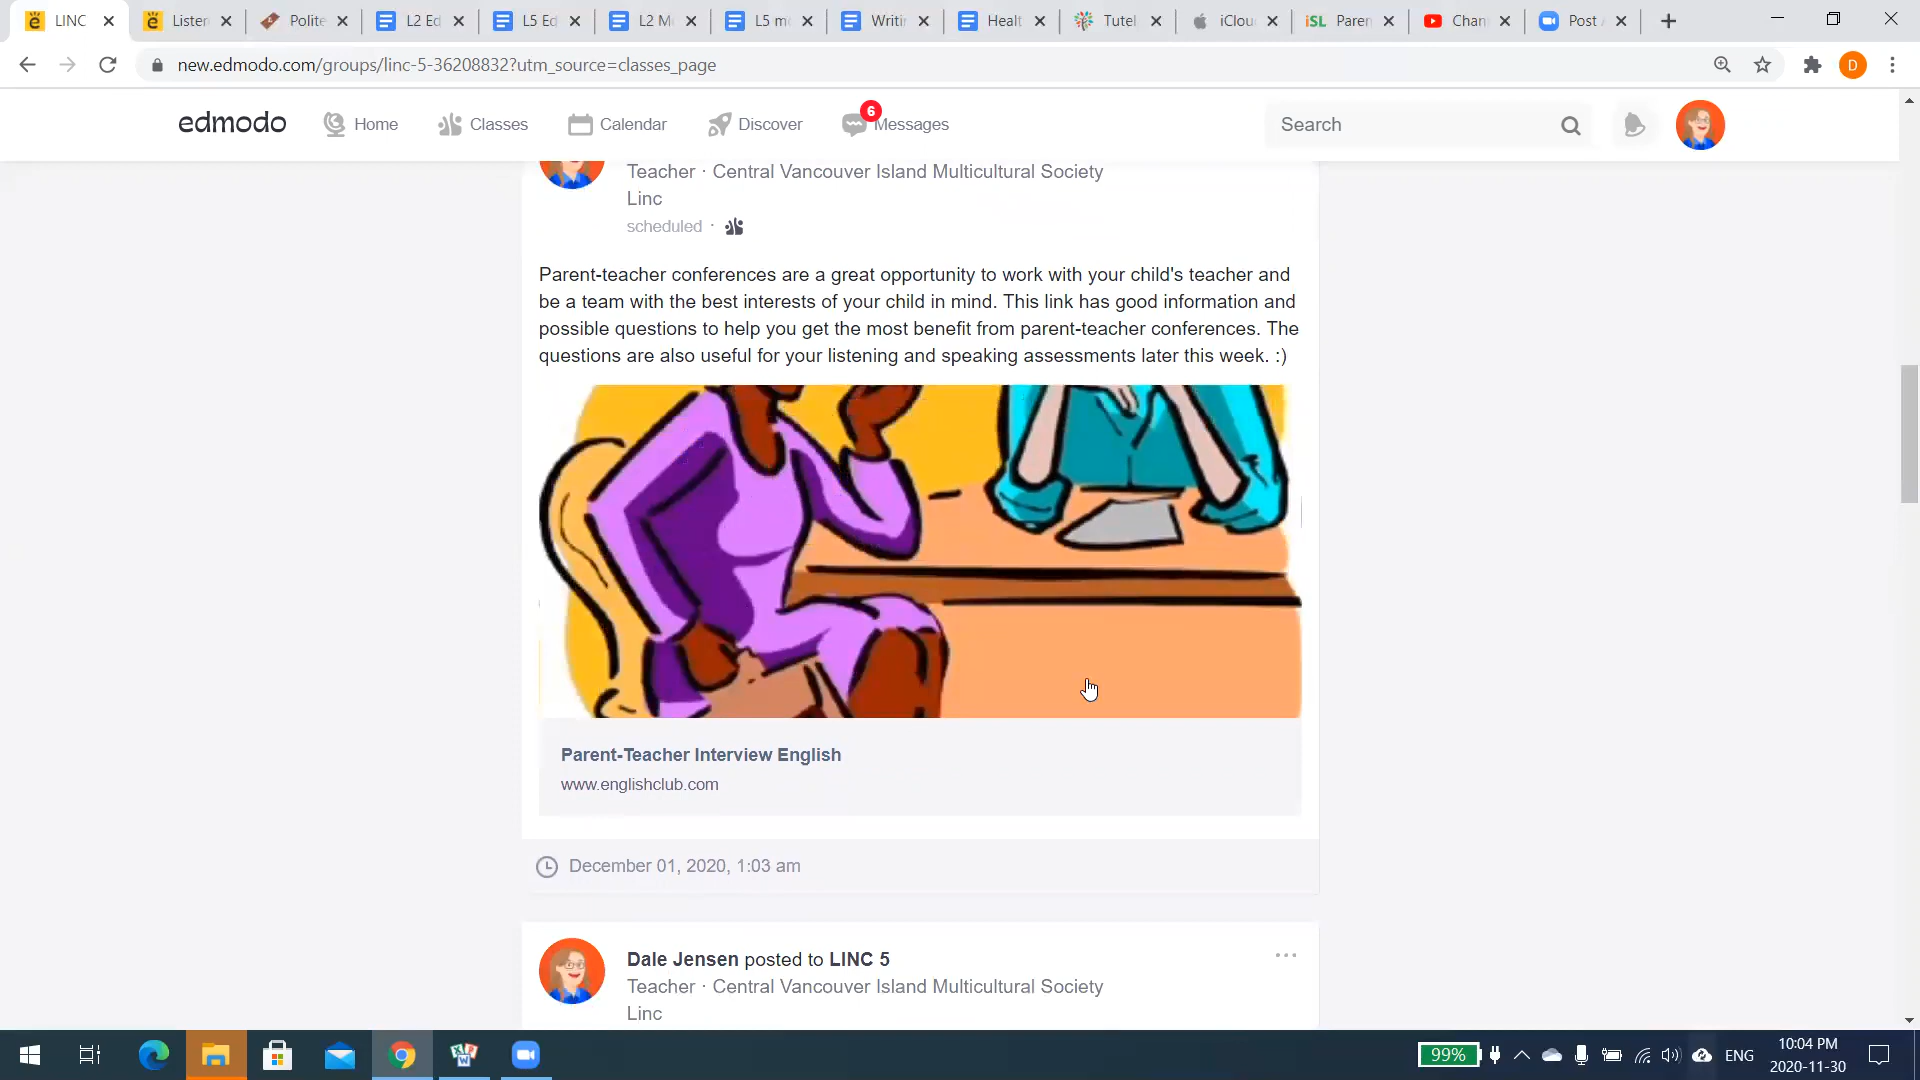 LINC
Listen
Polite
L2 Ed
L5 Ed
L2 M
L5 m
Writi
Healt
Tutel
iClou
iSL Paren
Chan
Post
new.edmodo.com/groups/linc-5-36208832?utm_source=classes_page
D
edmodo
Home
Classes
Calendar
Discover
6
Messages
Search
Teacher · Central Vancouver Island Multicultural Society
Linc
scheduled ·
Parent-teacher conferences are a great opportunity to work with your child's teacher and
be a team with the best interests of your child in mind. This link has good information and
possible questions to help you get the most benefit from parent-teacher conferences. The
questions are also useful for your listening and speaking assessments later this week. :)
Parent-Teacher Interview English
www.englishclub.com
December 01, 2020, 1:03 am
Dale Jensen posted to LINC 5
Teacher · Central Vancouver Island Multicultural Society
Linc
99%
ENG
10:04 PM
2020-11-30